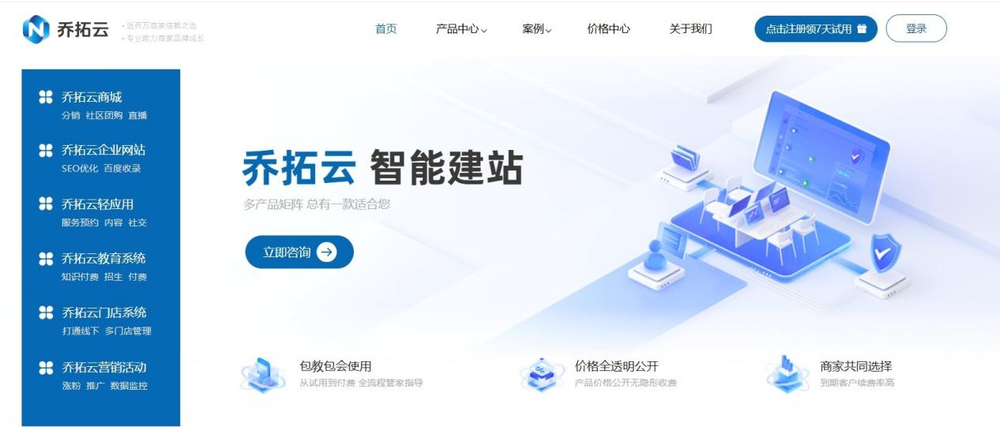 乔拓云
·近百万商家信赖之选
·专业助力商家品牌成长
首页
产品中心
案例
价格中心
关于我们
点击注册领7天试用
登录
乔拓云商城
分销 社区团购 直播
乔拓云企业网站
SEO优化 百度收录
乔拓云轻应用
服务预约 内容 社交
乔拓云教育系统
知识付费 招生 付费
乔拓云门店系统
打通线下 多门店管理
乔拓云营销活动
涨粉 推广 数据监控
乔拓云 智能建站
多产品矩阵 总有一款适合您
立即咨询
包教包会使用
从试用到付费 全流程管家指导
价格全透明公开
产品价格公开无隐形收费
商家共同选择
到期客户续费率高